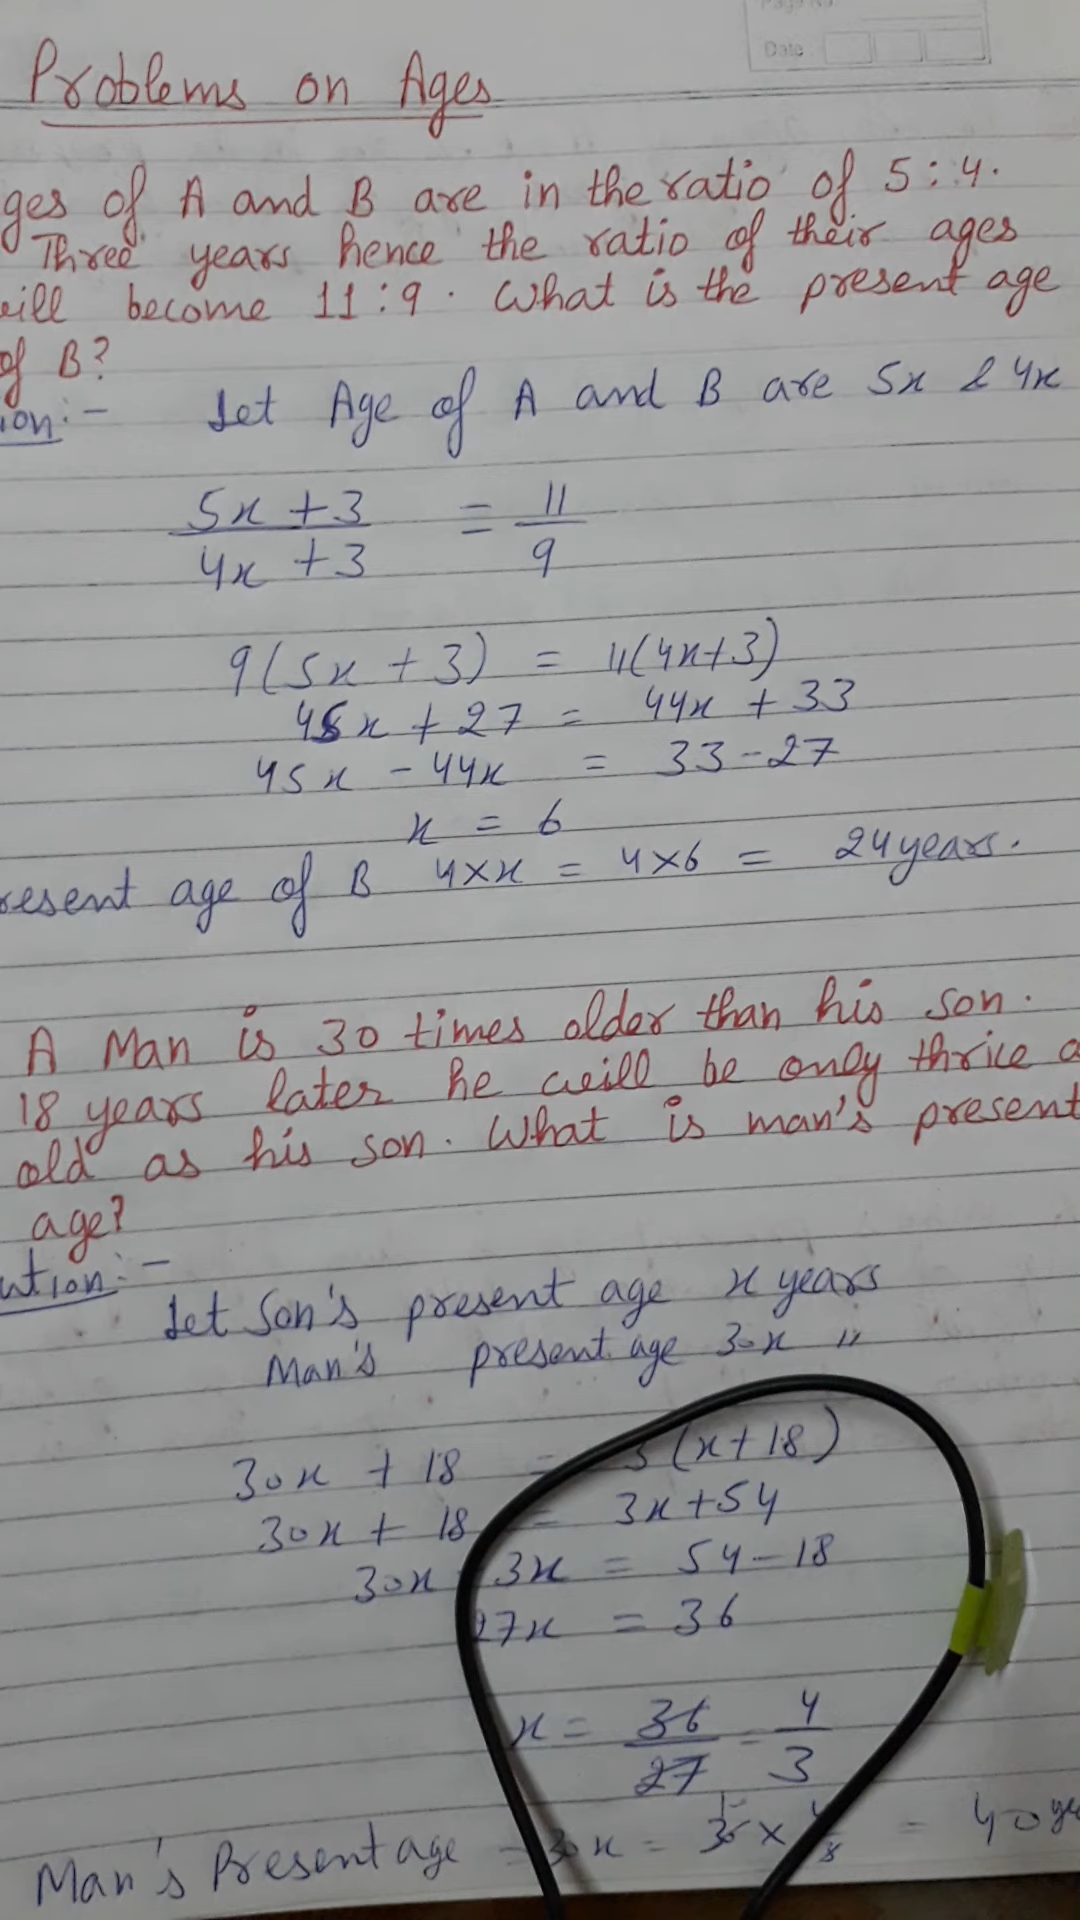 Page No.
Date
Problems on Ages
ges of A and B are in the ratio of 5:4.
Three years hence the ratio of their ages
will become 11:9. What is the present age
of B?
ion:- Let Age of A and B are 5x & 4x
5x+3 / 4x+3 = 11 / 9
9(5x+3) = 11(4x+3)
45x+27 = 44x+33
45x-44x = 33-27
x = 6
resent age of B 4×x = 4×6 = 24 years.
A Man is 30 times older than his son.
18 years later he will be only thrice a
old as his son. What is man's present
age?
ution:-
Let Son's present age x years
Man's present age 30x "
30x + 18 = 3(x+18)
30x + 18 = 3x+54
30x 3x = 54-18
27x = 36
x = 36/27 = 4/3
Man's Present age = 30x = 30 × 4/3 = 40 ye